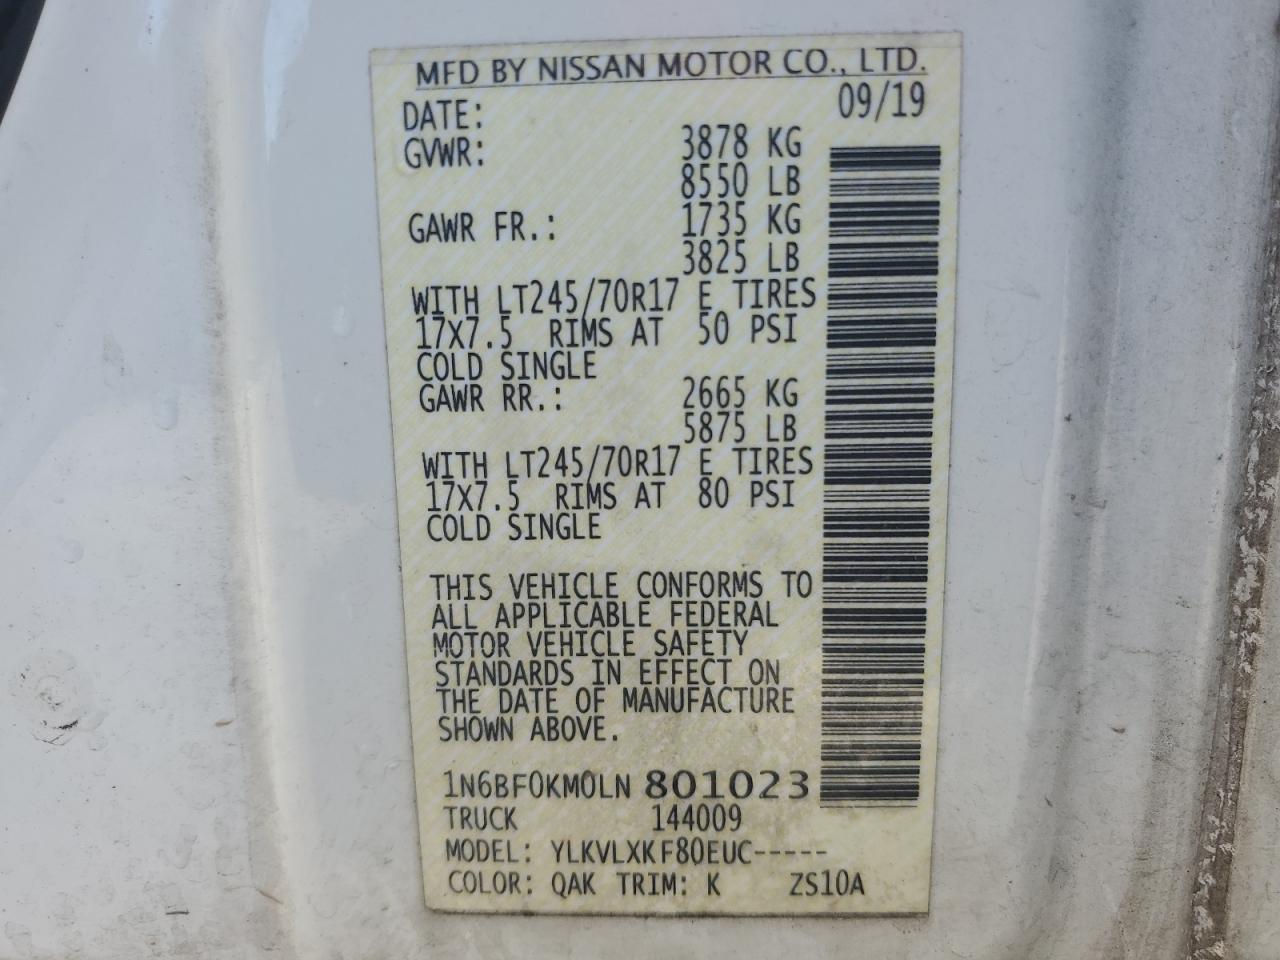 MFD BY NISSAN MOTOR CO., LTD.
DATE: 09/19
GVWR: 3878 KG
8550 LB
GAWR FR.: 1735 KG
3825 LB
WITH LT245/70R17 E TIRES
17X7.5 RIMS AT 50 PSI
COLD SINGLE
GAWR RR.: 2665 KG
5875 LB
WITH LT245/70R17 E TIRES
17X7.5 RIMS AT 80 PSI
COLD SINGLE
THIS VEHICLE CONFORMS TO
ALL APPLICABLE FEDERAL
MOTOR VEHICLE SAFETY
STANDARDS IN EFFECT ON
THE DATE OF MANUFACTURE
SHOWN ABOVE.
1N6BF0KM0LN 801023
TRUCK 144009
MODEL: YLKVLXKF80EUC-----
COLOR: QAK TRIM: K ZS10A